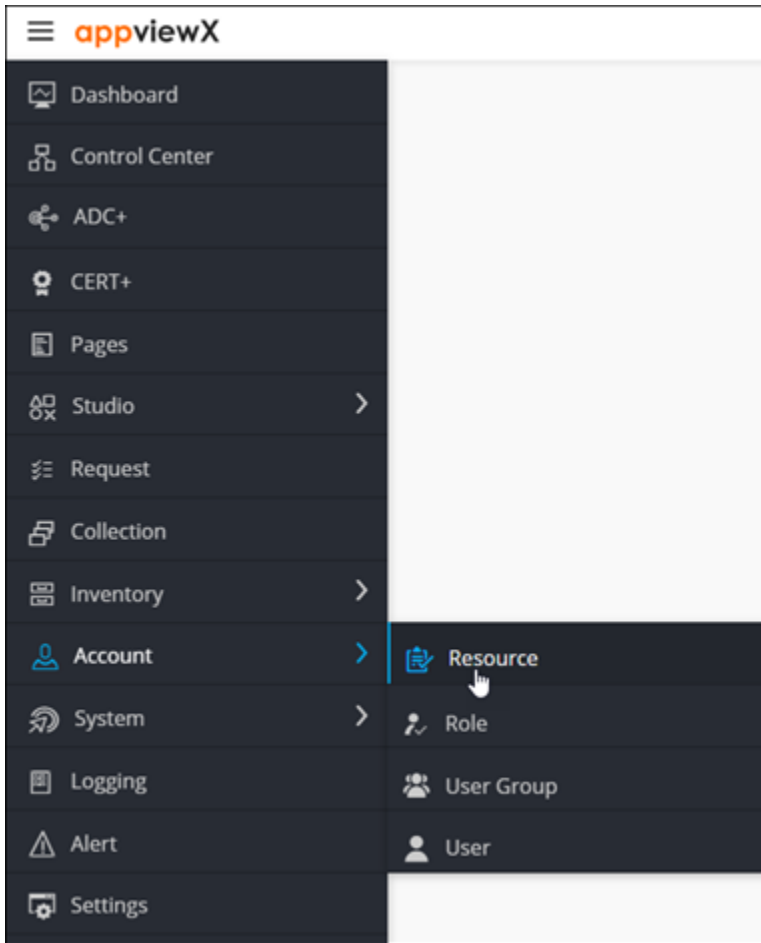 appviewX
Dashboard
Control Center
ADC+
CERT+
Pages
Studio
Request
Collection
Inventory
Account
Resource
System
Role
Logging
User Group
Alert
User
Settings